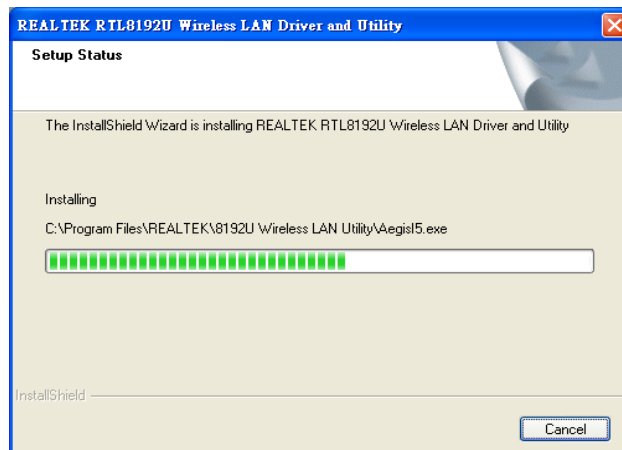 REALTEK RTL8192U Wireless LAN Driver and Utility
Setup Status
The InstallShield Wizard is installing REALTEK RTL8192U Wireless LAN Driver and Utility
Installing
C:\Program Files\REALTEK\8192U Wireless LAN Utility\AegisI5.exe
InstallShield
Cancel